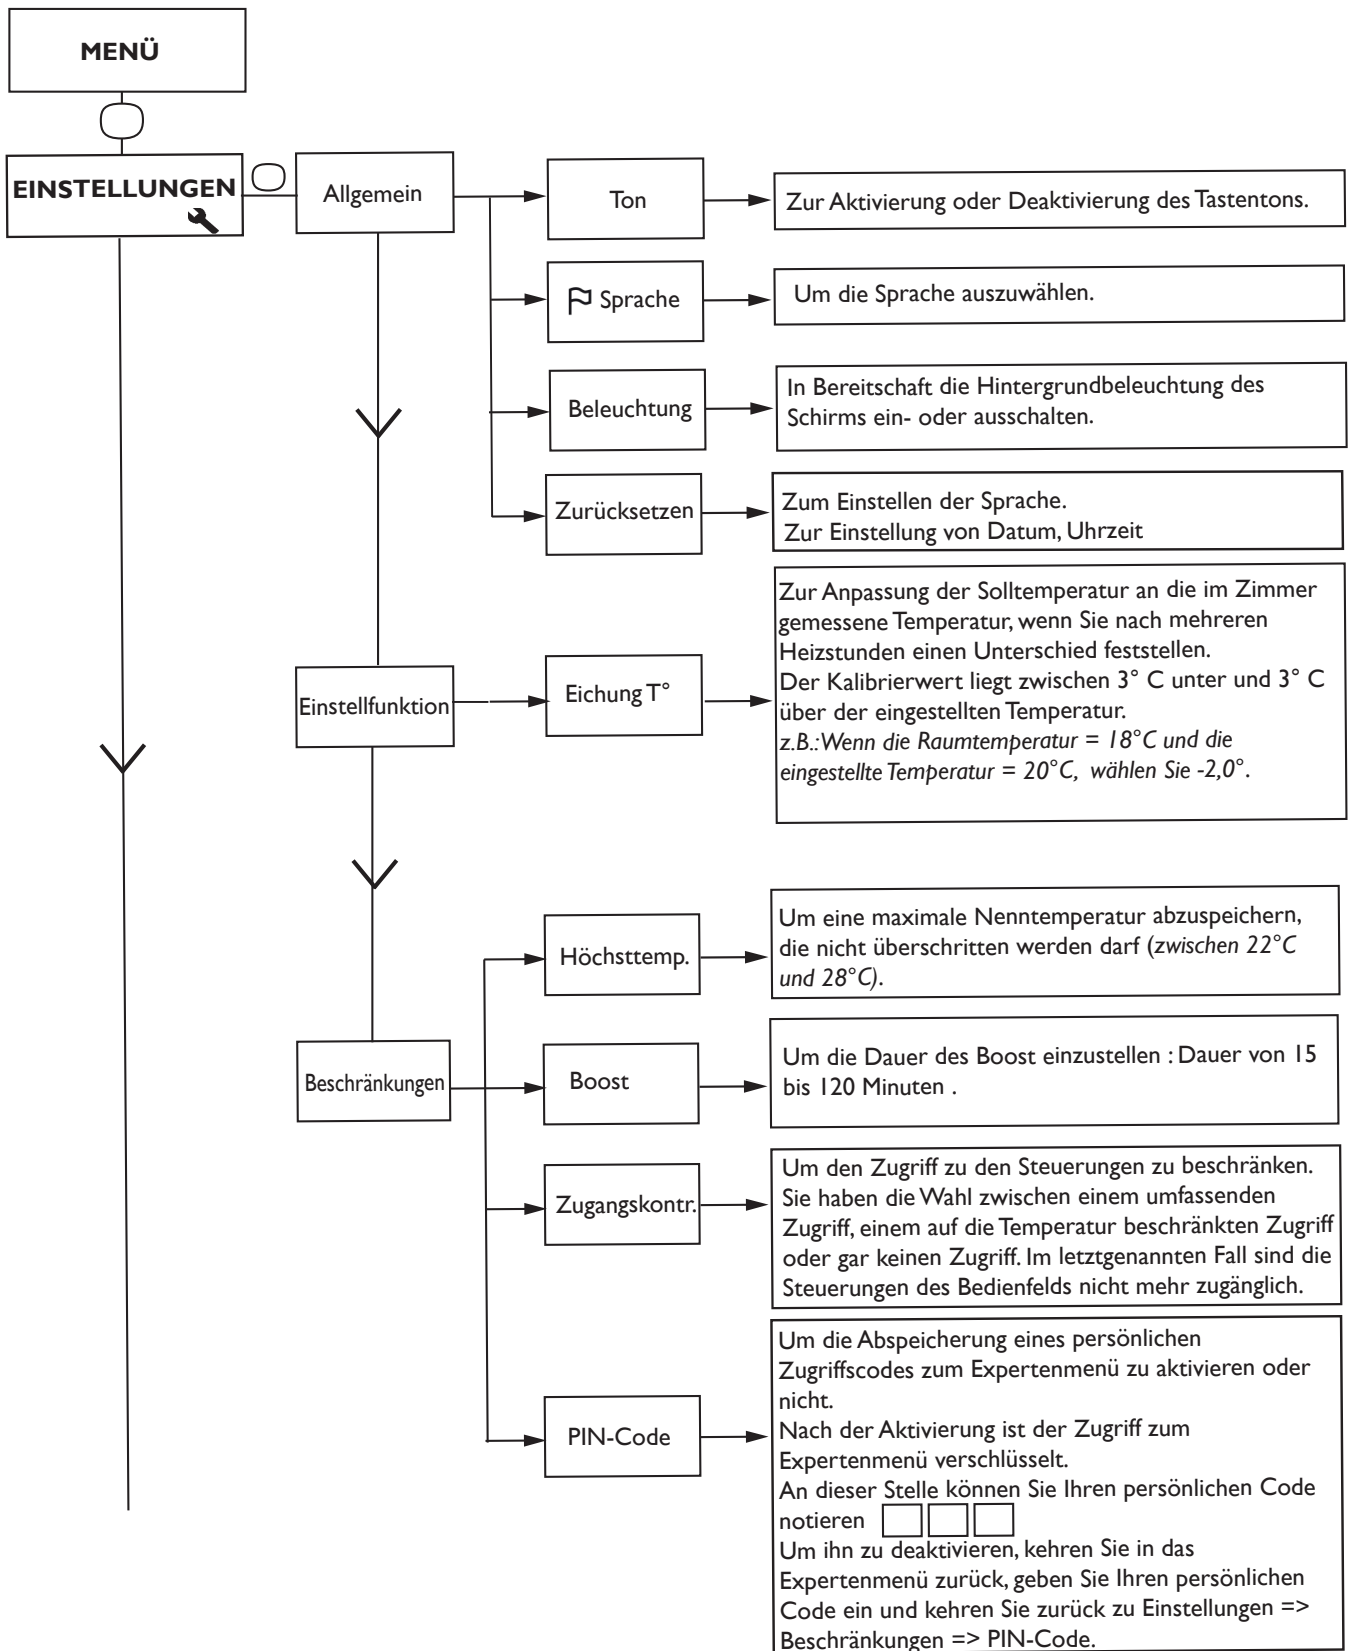 MENÜ
EINSTELLUNGEN
Allgemein
Ton
Zur Aktivierung oder Deaktivierung des Tastentons.
Sprache
Um die Sprache auszuwählen.
Beleuchtung
In Bereitschaft die Hintergrundbeleuchtung des
Schirms ein- oder ausschalten.
Zurücksetzen
Zum Einstellen der Sprache.
Zur Einstellung von Datum, Uhrzeit
Einstellfunktion
Eichung T°
Zur Anpassung der Solltemperatur an die im Zimmer
gemessene Temperatur, wenn Sie nach mehreren
Heizstunden einen Unterschied feststellen.
Der Kalibrierwert liegt zwischen 3° C unter und 3° C
über der eingestellten Temperatur.
z.B.: Wenn die Raumtemperatur = 18°C und die
eingestellte Temperatur = 20°C, wählen Sie -2,0°.
Beschränkungen
Höchsttemp.
Um eine maximale Nenntemperatur abzuspeichern,
die nicht überschritten werden darf (zwischen 22°C
und 28°C).
Boost
Um die Dauer des Boost einzustellen : Dauer von 15
bis 120 Minuten .
Zugangskontr.
Um den Zugriff zu den Steuerungen zu beschränken.
Sie haben die Wahl zwischen einem umfassenden
Zugriff, einem auf die Temperatur beschränkten Zugriff
oder gar keinen Zugriff. Im letztgenannten Fall sind die
Steuerungen des Bedienfelds nicht mehr zugänglich.
PIN-Code
Um die Abspeicherung eines persönlichen
Zugriffscodes zum Expertenmenü zu aktivieren oder
nicht.
Nach der Aktivierung ist der Zugriff zum
Expertenmenü verschlüsselt.
An dieser Stelle können Sie Ihren persönlichen Code
notieren
Um ihn zu deaktivieren, kehren Sie in das
Expertenmenü zurück, geben Sie Ihren persönlichen
Code ein und kehren Sie zurück zu Einstellungen =>
Beschränkungen => PIN-Code.